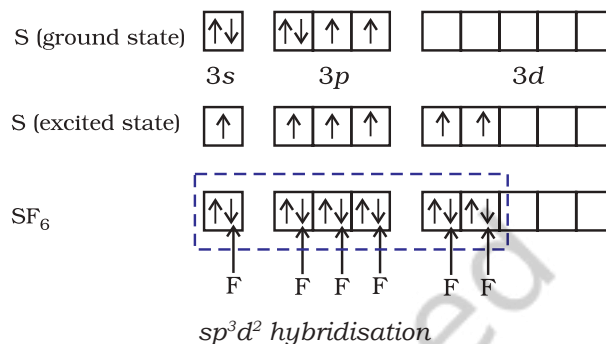 S (ground state)
3s 3p 3d
S (excited state)
SF₆
F F F F F F
sp³d² hybridisation